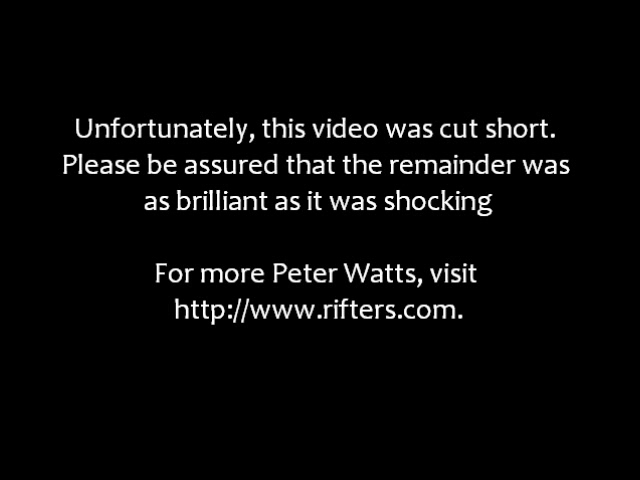 Unfortunately, this video was cut short.
Please be assured that the remainder was
as brilliant as it was shocking
For more Peter Watts, visit
http://www.rifters.com.